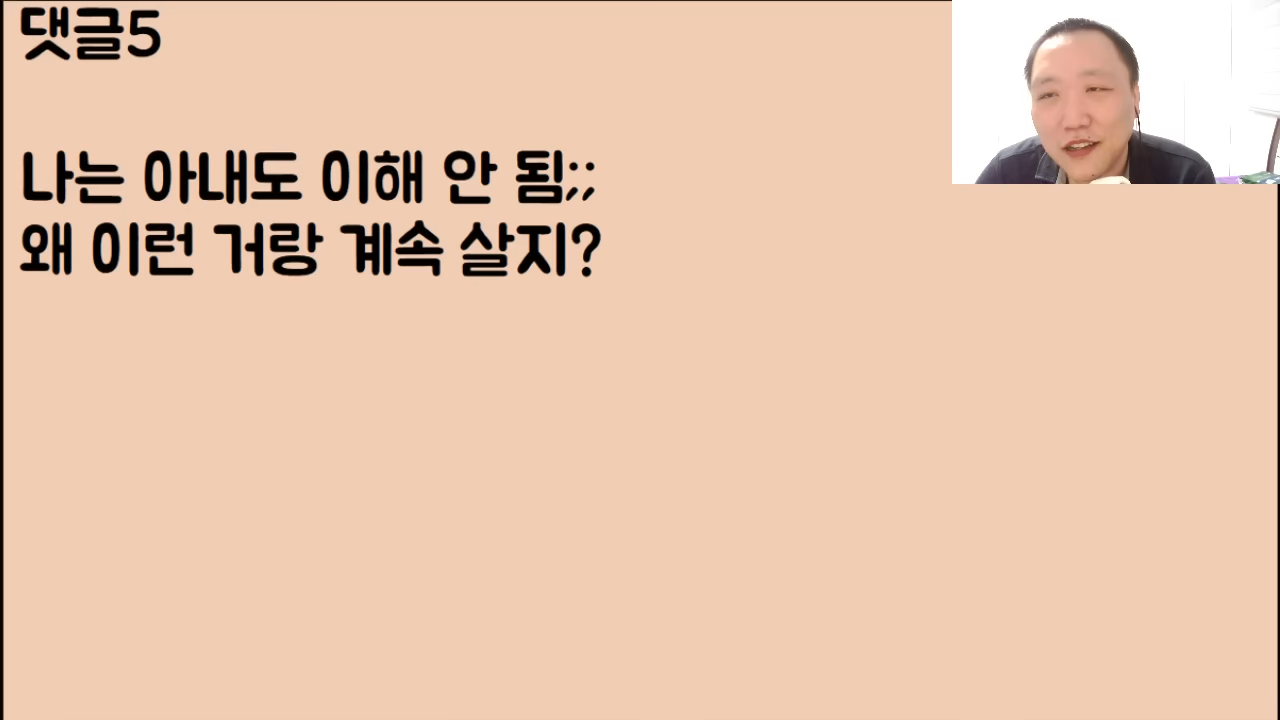 댓글5
나는 아내도 이해 안 됨;;
왜 이런 거랑 계속 살지?